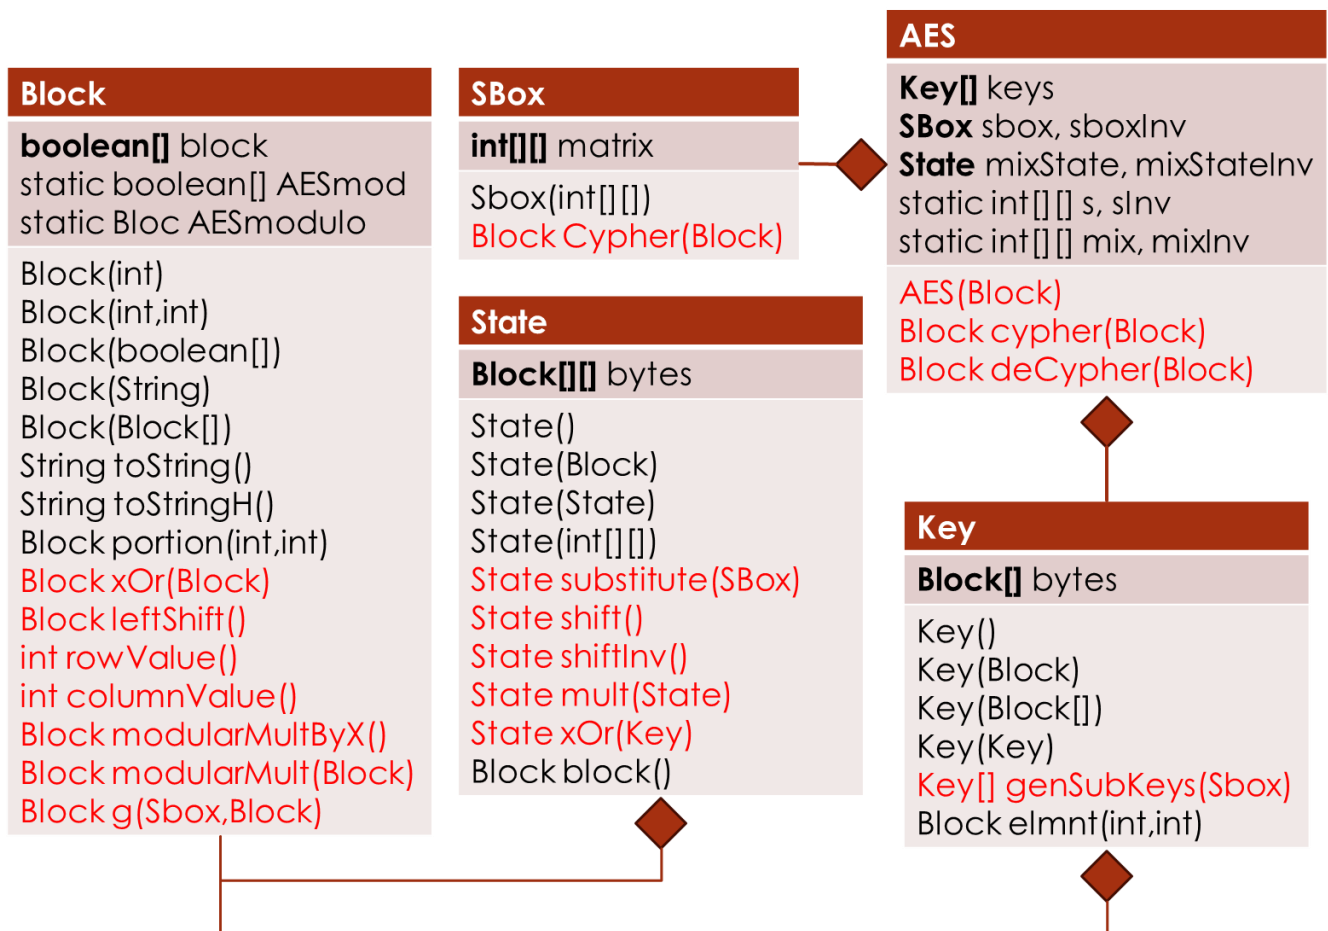 Block
boolean[] block
static boolean[] AESmod
static Bloc AESmodulo
Block(int)
Block(int,int)
Block(boolean[])
Block(String)
Block(Block[])
String toString()
String toStringH()
Block portion(int,int)
Block xOr(Block)
Block leftShift()
int rowValue()
int columnValue()
Block modularMultByX()
Block modularMult(Block)
Block g(Sbox,Block)
SBox
int[][] matrix
Sbox(int[][])
Block Cypher(Block)
State
Block[][] bytes
State()
State(Block)
State(State)
State(int[][])
State substitute(SBox)
State shift()
State shiftInv()
State mult(State)
State xOr(Key)
Block block()
AES
Key[] keys
SBox sbox, sboxInv
State mixState, mixStateInv
static int[][] s, sInv
static int[][] mix, mixInv
AES(Block)
Block cypher(Block)
Block deCypher(Block)
Key
Block[] bytes
Key()
Key(Block)
Key(Block[])
Key(Key)
Key[] genSubKeys(Sbox)
Block elmnt(int,int)